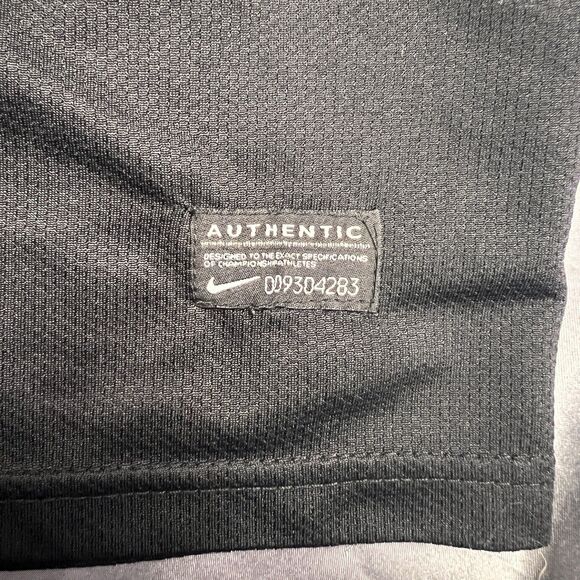 AUTHENTIC
DESIGNED TO THE EXACT SPECIFICATIONS
OF CHAMPIONSHIP ATHLETES
009304283